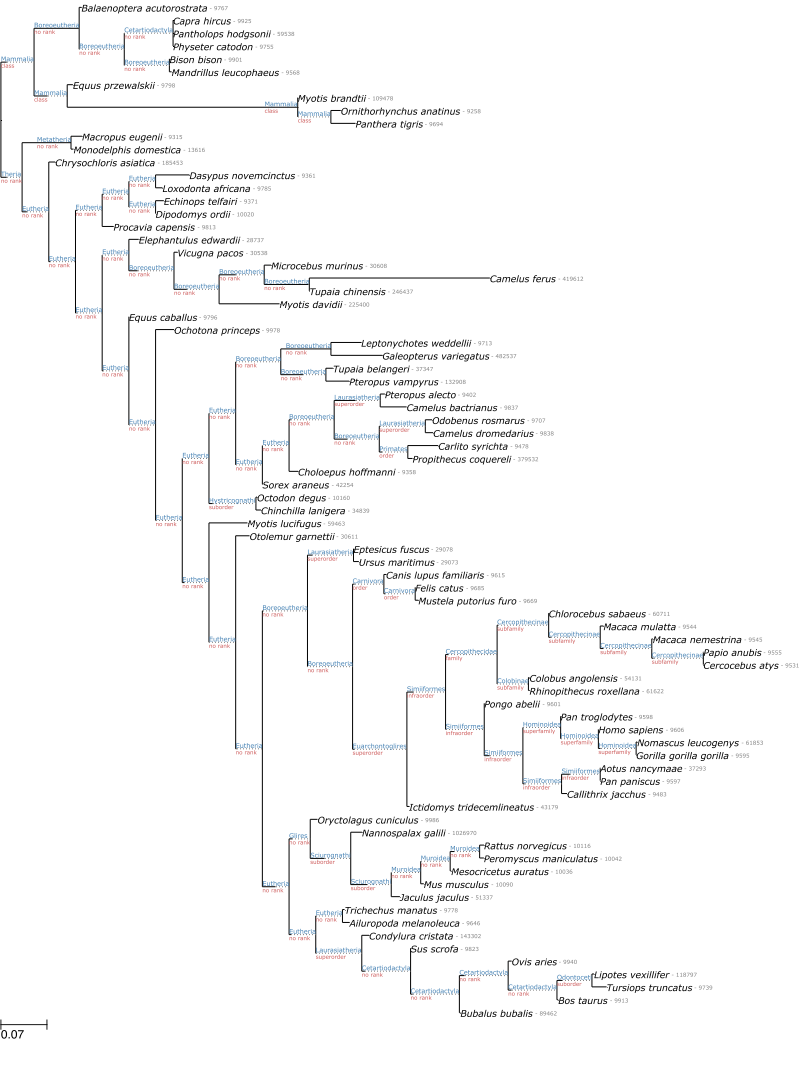 Balaenoptera acutorostrata - 9767
Boreoeutheria
no rank
Capra hircus - 9925
Cetartiodactyla
no rank
Pantholops hodgsonii - 59538
Boreoeutheria
no rank
Physeter catodon - 9755
Mammalia
class
Boreoeutheria
no rank
Bison bison - 9901
Mandrillus leucophaeus - 9568
Equus przewalskii - 9798
Mammalia
class
Myotis brandtii - 109478
Mammalia
class
Mammalia
class
Ornithorhynchus anatinus - 9258
Panthera tigris - 9694
Macropus eugenii - 9315
Metatheria
no rank
Monodelphis domestica - 13616
Chrysochloris asiatica - 185453
Theria
no rank
Dasypus novemcinctus - 9361
Eutheria
no rank
Loxodonta africana - 9785
Eutheria
no rank
Echinops telfairi - 9371
Eutheria
no rank
Dipodomys ordii - 10020
Eutheria
no rank
Eutheria
no rank
Procavia capensis - 9813
Elephantulus edwardii - 28737
Eutheria
no rank
Vicugna pacos - 30538
Eutheria
no rank
Boreoeutheria
no rank
Microcebus murinus - 30608
Boreoeutheria
no rank
Camelus ferus - 419612
Boreoeutheria
no rank
Boreoeutheria
no rank
Tupaia chinensis - 246437
Myotis davidii - 225400
Eutheria
no rank
Equus caballus - 9796
Ochotona princeps - 9978
Leptonychotes weddellii - 9713
Boreoeutheria
no rank
Galeopterus variegatus - 482537
Boreoeutheria
no rank
Eutheria
no rank
Boreoeutheria
no rank
Tupaia belangeri - 37347
Pteropus vampyrus - 132908
Pteropus alecto - 9402
Laurasiatheria
superorder
Camelus bactrianus - 9837
Eutheria
no rank
Boreoeutheria
no rank
Odobenus rosmarus - 9707
Eutheria
no rank
Laurasiatheria
superorder
Camelus dromedarius - 9838
Boreoeutheria
no rank
Carlito syrichta - 9478
Eutheria
no rank
Primates
order
Propithecus coquereli - 379532
Eutheria
no rank
Eutheria
no rank
Choloepus hoffmanni - 9358
Sorex araneus - 42254
Hystricognathi
suborder
Octodon degus - 10160
Chinchilla lanigera - 34839
Eutheria
no rank
Myotis lucifugus - 59463
Otolemur garnettii - 30611
Laurasiatheria
superorder
Eptesicus fuscus - 29078
Ursus maritimus - 29073
Eutheria
no rank
Canis lupus familiaris - 9615
Carnivora
order
Felis catus - 9685
Carnivora
order
Mustela putorius furo - 9669
Boreoeutheria
no rank
Chlorocebus sabaeus - 60711
Cercopithecinae
subfamily
Macaca mulatta - 9544
Cercopithecinae
subfamily
Macaca nemestrina - 9545
Eutheria
no rank
Cercopithecidae
family
Cercopithecinae
subfamily
Papio anubis - 9555
Cercopithecinae
subfamily
Cercocebus atys - 9531
Boreoeutheria
no rank
Colobinae
subfamily
Colobus angolensis - 54131
Rhinopithecus roxellana - 61622
Simiiformes
infraorder
Pongo abelii - 9601
Pan troglodytes - 9598
Simiiformes
infraorder
Hominoidea
superfamily
Homo sapiens - 9606
Hominoidea
superfamily
Nomascus leucogenys - 61853
Eutheria
no rank
Euarchontoglires
superorder
Hominoidea
superfamily
Gorilla gorilla gorilla - 9595
Simiiformes
infraorder
Aotus nancymaae - 37293
Simiiformes
infraorder
Pan paniscus - 9597
Simiiformes
infraorder
Callithrix jacchus - 9483
Ictidomys tridecemlineatus - 43179
Oryctolagus cuniculus - 9986
Glires
no rank
Nannospalax galili - 1026970
Rattus norvegicus - 10116
Muroidea
no rank
Sciurognathi
suborder
Peromyscus maniculatus - 10042
Muroidea
no rank
Mesocricetus auratus - 10036
Muroidea
no rank
Eutheria
no rank
Sciurognathi
suborder
Mus musculus - 10090
Jaculus jaculus - 51337
Eutheria
no rank
Trichechus manatus - 9778
Ailuropoda melanoleuca - 9646
Eutheria
no rank
Condylura cristata - 143302
Laurasiatheria
superorder
Sus scrofa - 9823
Ovis aries - 9940
Cetartiodactyla
no rank
Cetartiodactyla
no rank
Odontoceti
suborder
Lipotes vexillifer - 118797
Tursiops truncatus - 9739
Cetartiodactyla
no rank
Cetartiodactyla
no rank
Bos taurus - 9913
Bubalus bubalis - 89462
0.07